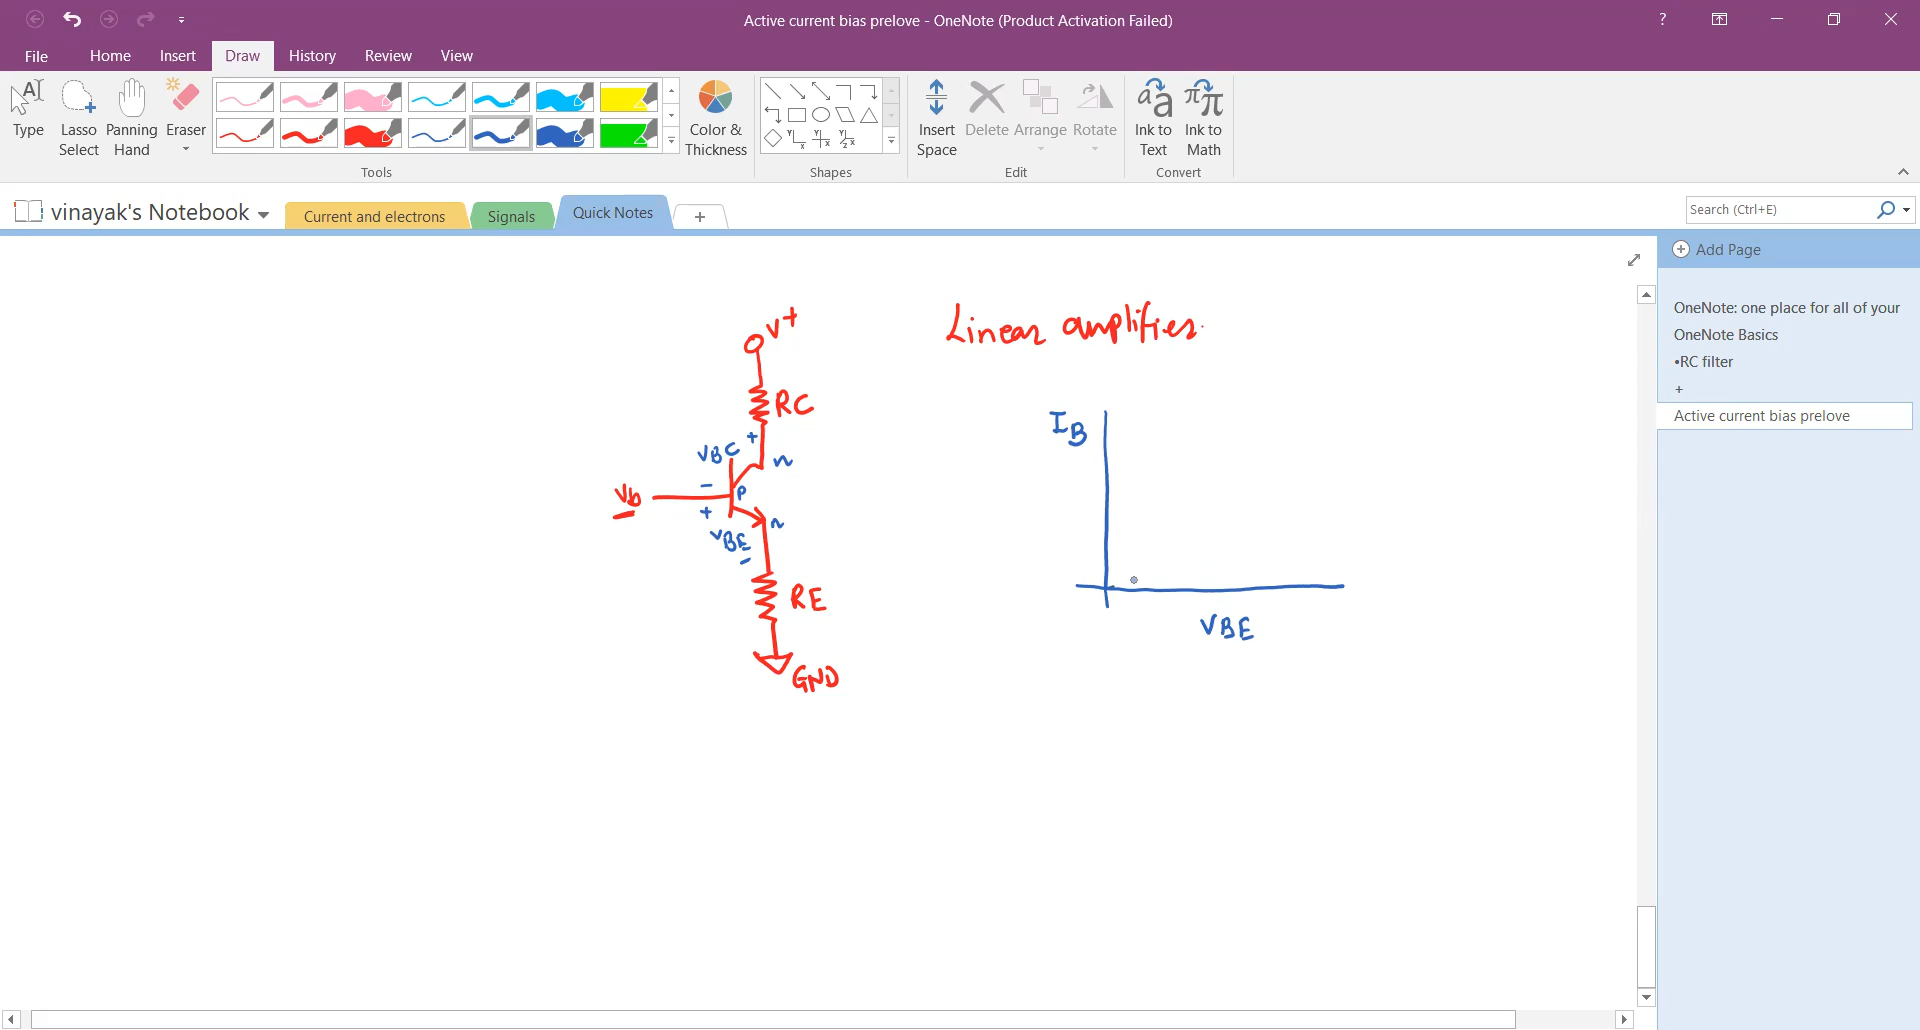 Active current bias prelove - OneNote (Product Activation Failed)
?
File Home Insert Draw History Review View
Type
Lasso Select
Panning Hand
Eraser
Color & Thickness
Insert Space
Delete
Arrange
Rotate
Ink to Text
Ink to Math
Tools
Shapes
Edit
Convert
vinayak's Notebook
Current and electrons
Signals
Quick Notes
+
Search (Ctrl+E)
Add Page
OneNote: one place for all of your
OneNote Basics
•RC filter
+
Active current bias prelove
V+
Linear amplifier.
RC
IB
+
VBC
n
-
Vb
P
+
n
VBE
-
RE
VBE
GND